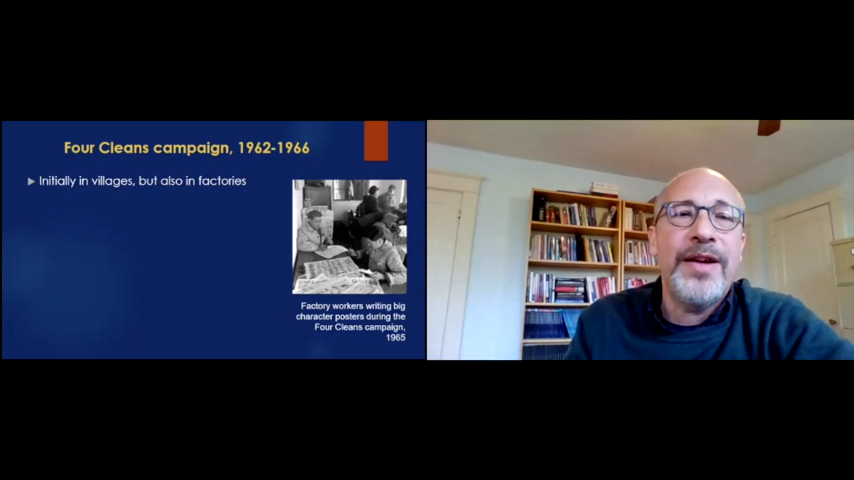 Four Cleans campaign, 1962-1966
Initially in villages, but also in factories
Factory workers writing big
character posters during the
Four Cleans campaign,
1965